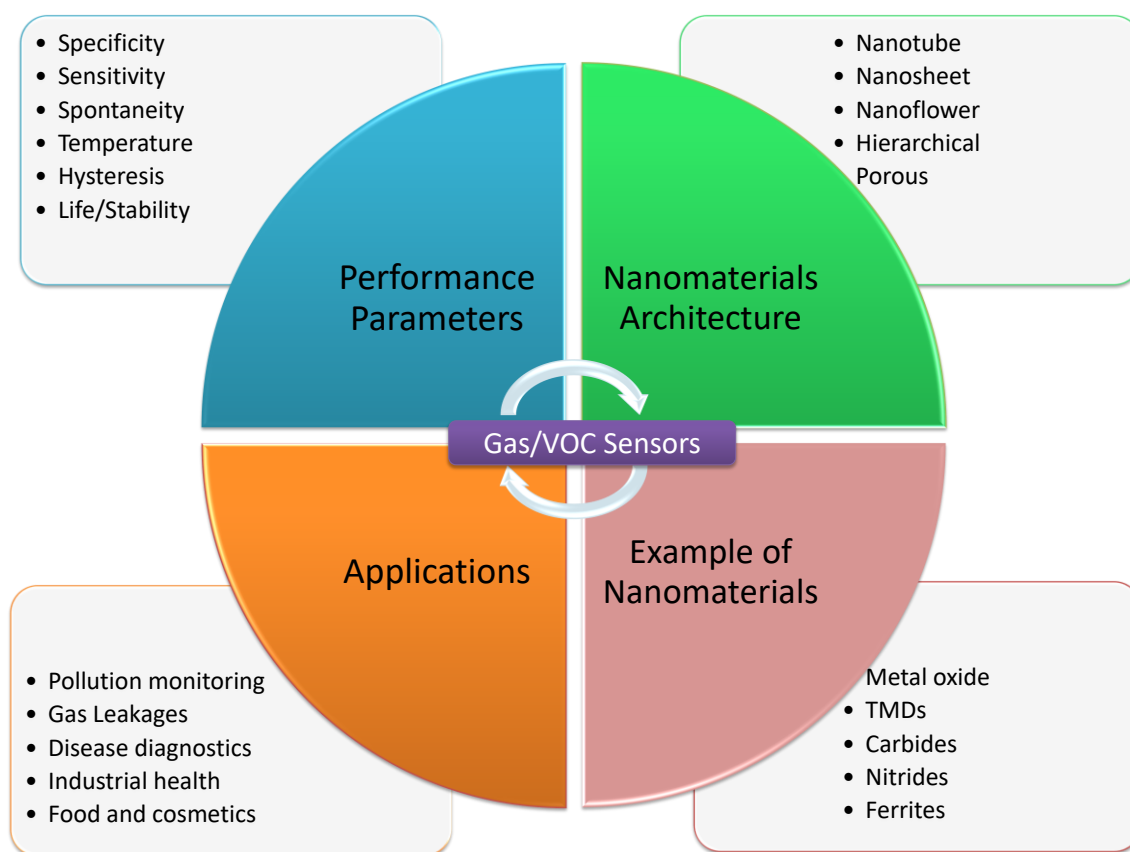 • Specificity
• Sensitivity
• Spontaneity
• Temperature
• Hysteresis
• Life/Stability
• Nanotube
• Nanosheet
• Nanoflower
• Hierarchical
Porous
Performance
Parameters
Nanomaterials
Architecture
Gas/VOC Sensors
Applications
Example of
Nanomaterials
• Pollution monitoring
• Gas Leakages
• Disease diagnostics
• Industrial health
• Food and cosmetics
Metal oxide
• TMDs
• Carbides
• Nitrides
• Ferrites